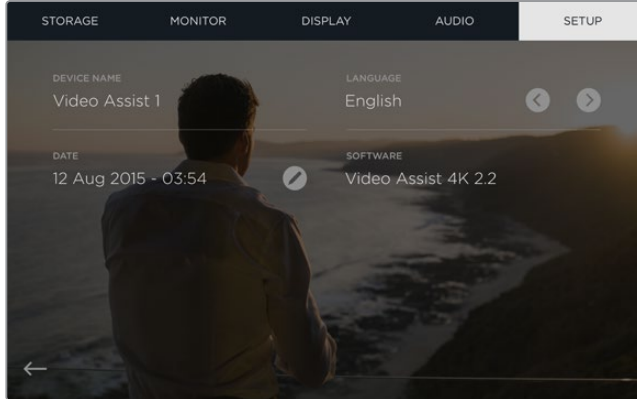 STORAGE MONITOR DISPLAY AUDIO SETUP
DEVICE NAME LANGUAGE
Video Assist 1 English
DATE SOFTWARE
12 Aug 2015 - 03:54 Video Assist 4K 2.2